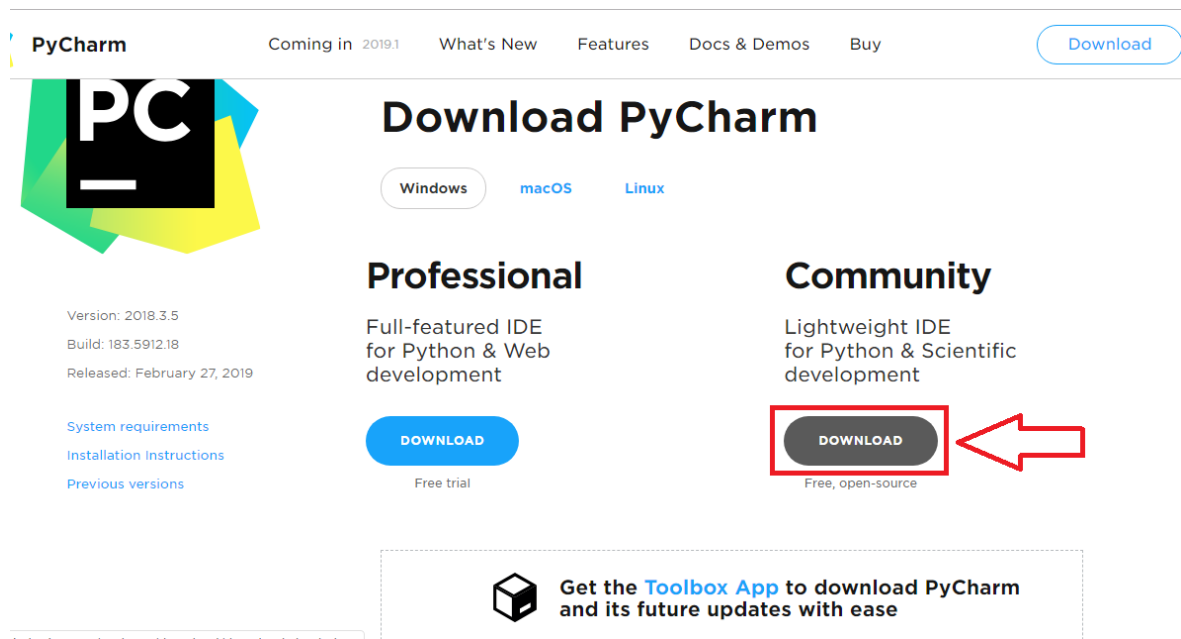 PyCharm
Coming in 2019.1
What's New
Features
Docs & Demos
Buy
Download
PC
Download PyCharm
Windows
macOS
Linux
Version: 2018.3.5
Build: 183.5912.18
Released: February 27, 2019
System requirements
Installation Instructions
Previous versions
Professional
Full-featured IDE
for Python & Web
development
DOWNLOAD
Free trial
Community
Lightweight IDE
for Python & Scientific
development
DOWNLOAD
Free, open-source
Get the Toolbox App to download PyCharm
and its future updates with ease